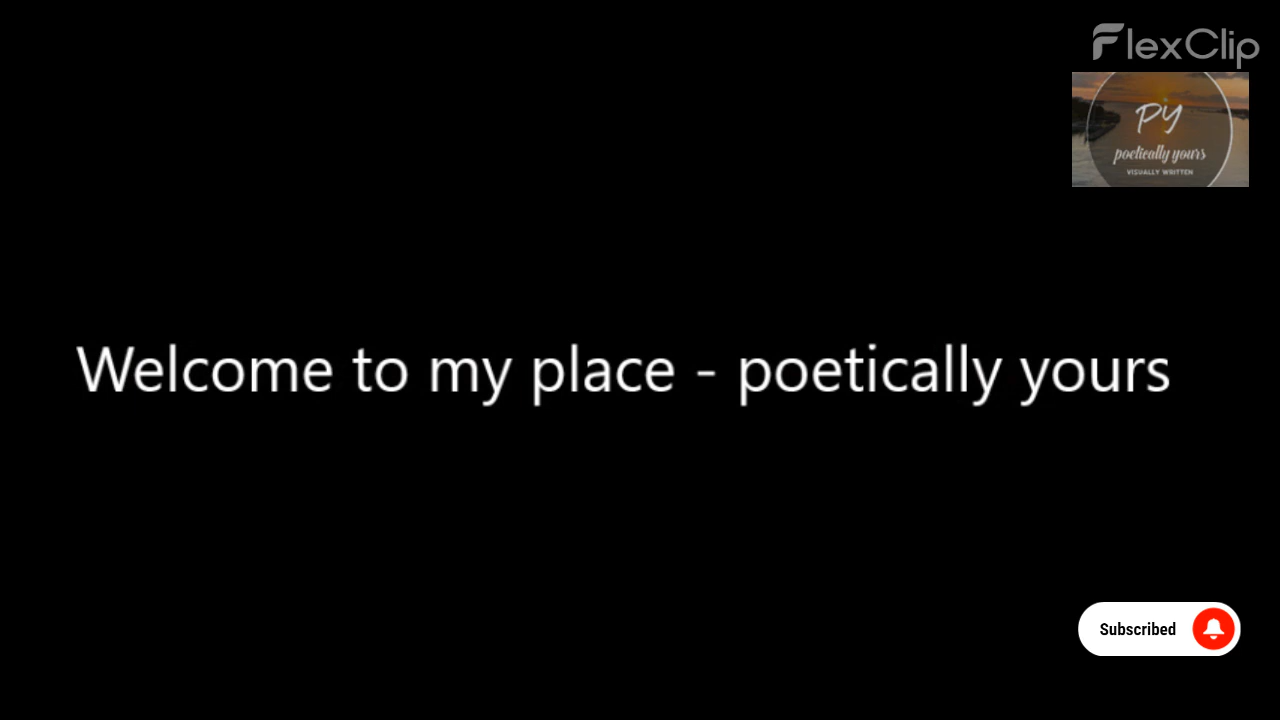 FlexClip
py
poetically yours
VISUALLY WRITTEN
Welcome to my place - poetically yours
Subscribed